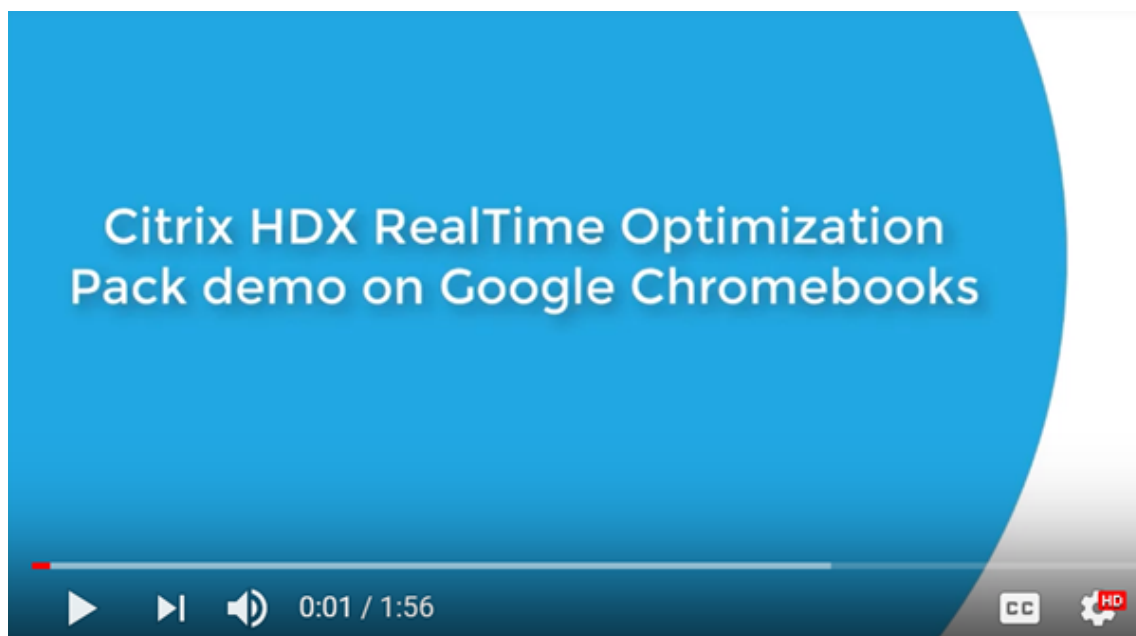 Citrix HDX RealTime Optimization
Pack demo on Google Chromebooks
0:01 / 1:56
CC
HD